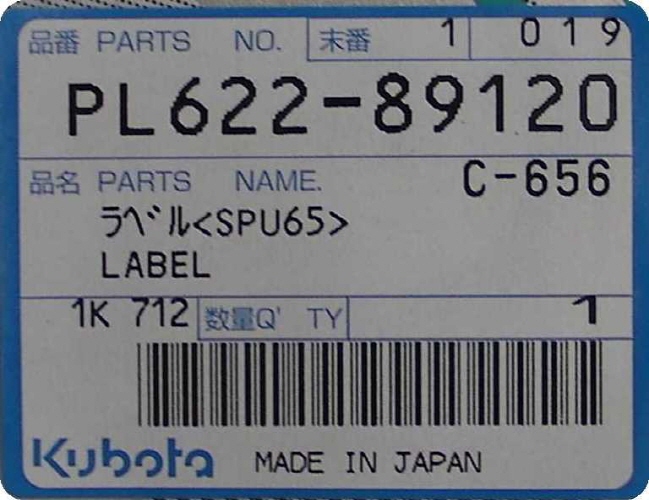 品番 PARTS NO. 末番 1 019
PL622-89120
品名 PARTS NAME. C-656
ラベル<SPU65>
LABEL
1K 712 数量Q' TY 1
Kubota MADE IN JAPAN